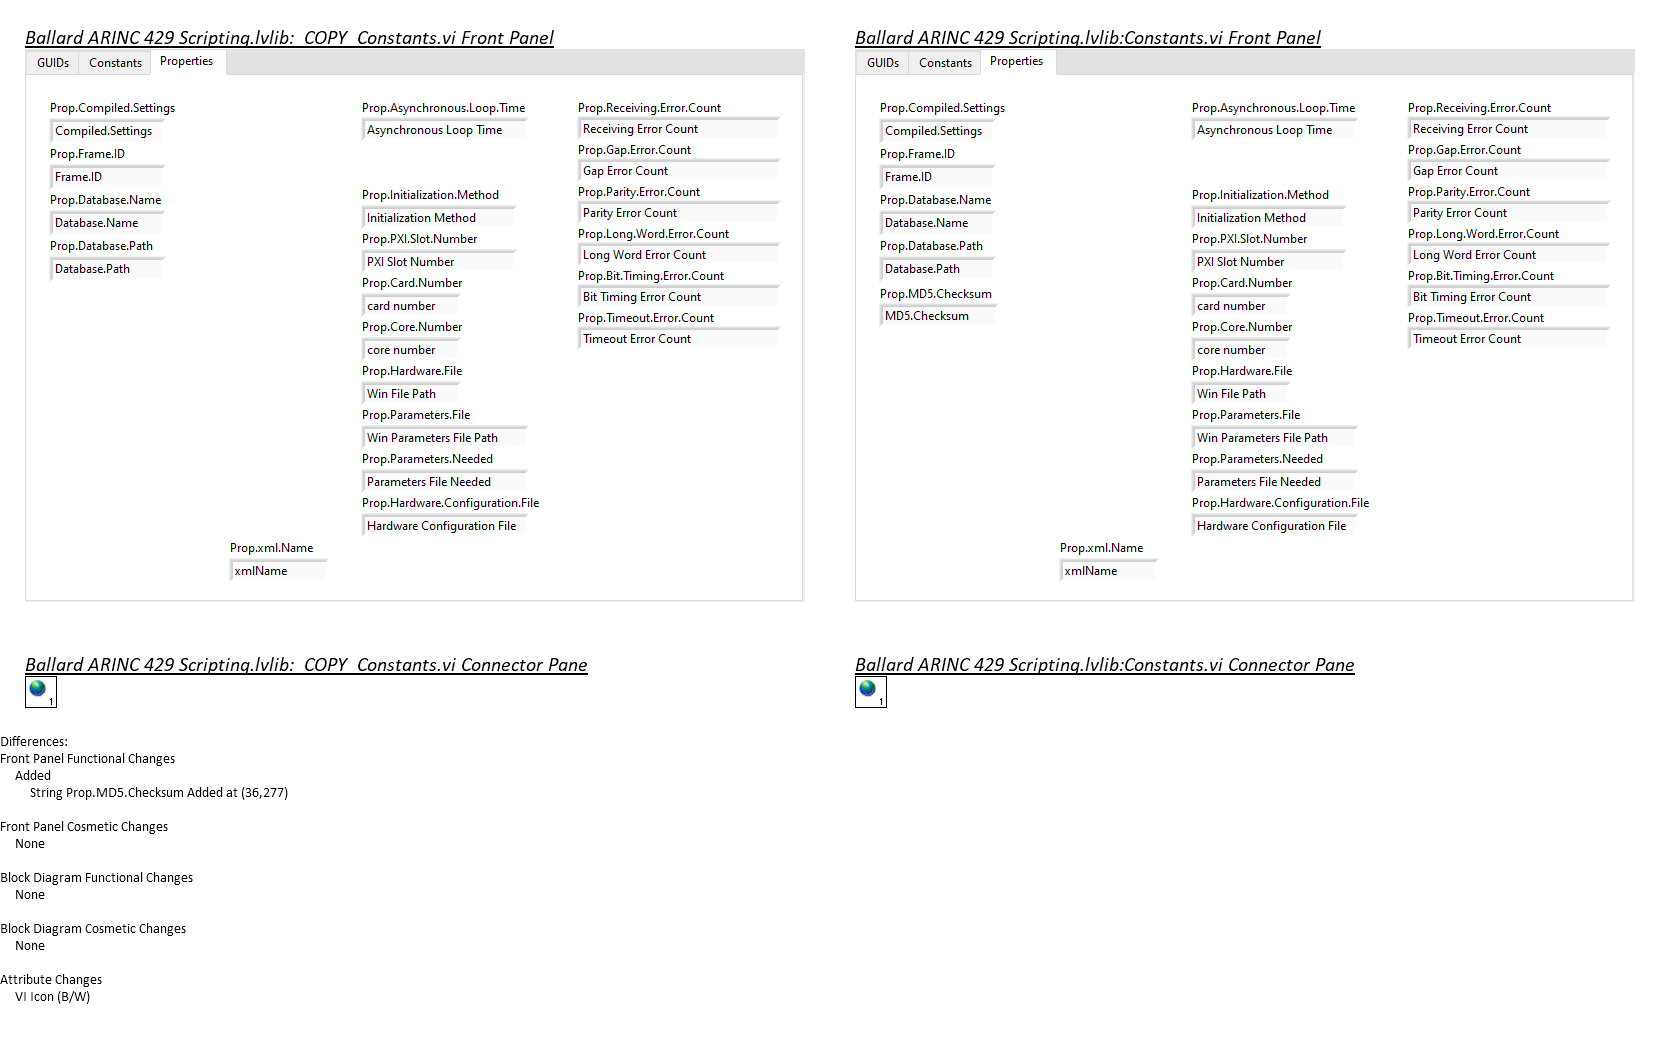 Ballard ARINC 429 Scripting.lvlib:_COPY_Constants.vi Front Panel
GUIDs Constants Properties
Prop.Compiled.Settings
Compiled.Settings
Prop.Frame.ID
Frame.ID
Prop.Database.Name
Database.Name
Prop.Database.Path
Database.Path
Prop.Asynchronous.Loop.Time
Asynchronous Loop Time
Prop.Initialization.Method
Initialization Method
Prop.PXI.Slot.Number
PXI Slot Number
Prop.Card.Number
card number
Prop.Core.Number
core number
Prop.Hardware.File
Win File Path
Prop.Parameters.File
Win Parameters File Path
Prop.Parameters.Needed
Parameters File Needed
Prop.Hardware.Configuration.File
Hardware Configuration File
Prop.Receiving.Error.Count
Receiving Error Count
Prop.Gap.Error.Count
Gap Error Count
Prop.Parity.Error.Count
Parity Error Count
Prop.Long.Word.Error.Count
Long Word Error Count
Prop.Bit.Timing.Error.Count
Bit Timing Error Count
Prop.Timeout.Error.Count
Timeout Error Count
Prop.xml.Name
xmlName
Ballard ARINC 429 Scripting.lvlib:Constants.vi Front Panel
GUIDs Constants Properties
Prop.Compiled.Settings
Compiled.Settings
Prop.Frame.ID
Frame.ID
Prop.Database.Name
Database.Name
Prop.Database.Path
Database.Path
Prop.MD5.Checksum
MD5.Checksum
Prop.Asynchronous.Loop.Time
Asynchronous Loop Time
Prop.Initialization.Method
Initialization Method
Prop.PXI.Slot.Number
PXI Slot Number
Prop.Card.Number
card number
Prop.Core.Number
core number
Prop.Hardware.File
Win File Path
Prop.Parameters.File
Win Parameters File Path
Prop.Parameters.Needed
Parameters File Needed
Prop.Hardware.Configuration.File
Hardware Configuration File
Prop.Receiving.Error.Count
Receiving Error Count
Prop.Gap.Error.Count
Gap Error Count
Prop.Parity.Error.Count
Parity Error Count
Prop.Long.Word.Error.Count
Long Word Error Count
Prop.Bit.Timing.Error.Count
Bit Timing Error Count
Prop.Timeout.Error.Count
Timeout Error Count
Prop.xml.Name
xmlName
Ballard ARINC 429 Scripting.lvlib:_COPY_Constants.vi Connector Pane
1
Ballard ARINC 429 Scripting.lvlib:Constants.vi Connector Pane
1
Differences:
Front Panel Functional Changes
Added
String Prop.MD5.Checksum Added at (36,277)
Front Panel Cosmetic Changes
None
Block Diagram Functional Changes
None
Block Diagram Cosmetic Changes
None
Attribute Changes
VI Icon (B/W)